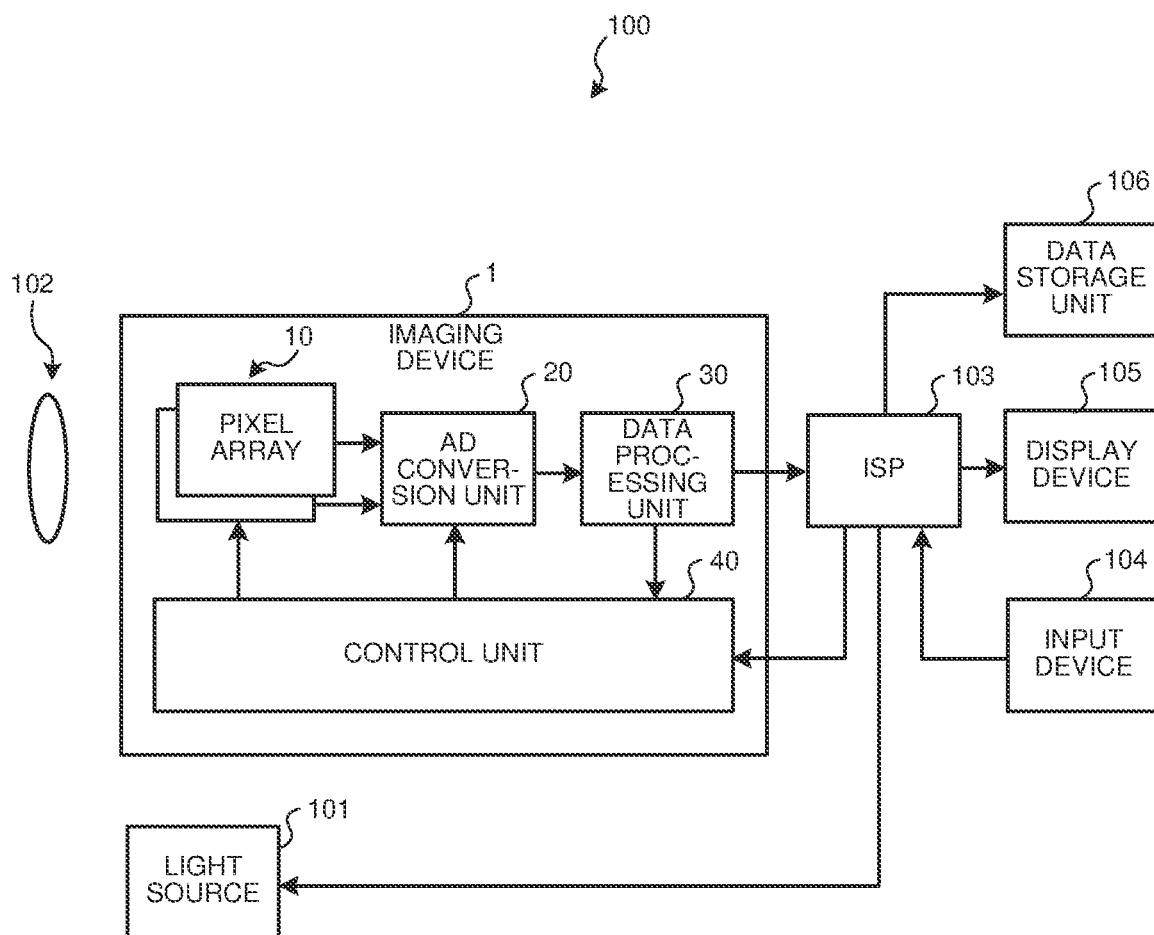 100
106
DATA
STORAGE
UNIT
102
1
IMAGING
DEVICE
10
PIXEL
ARRAY
20
AD
CONVER-
SION UNIT
30
DATA
PROC-
ESSING
UNIT
103
ISP
105
DISPLAY
DEVICE
40
CONTROL UNIT
104
INPUT
DEVICE
101
LIGHT
SOURCE